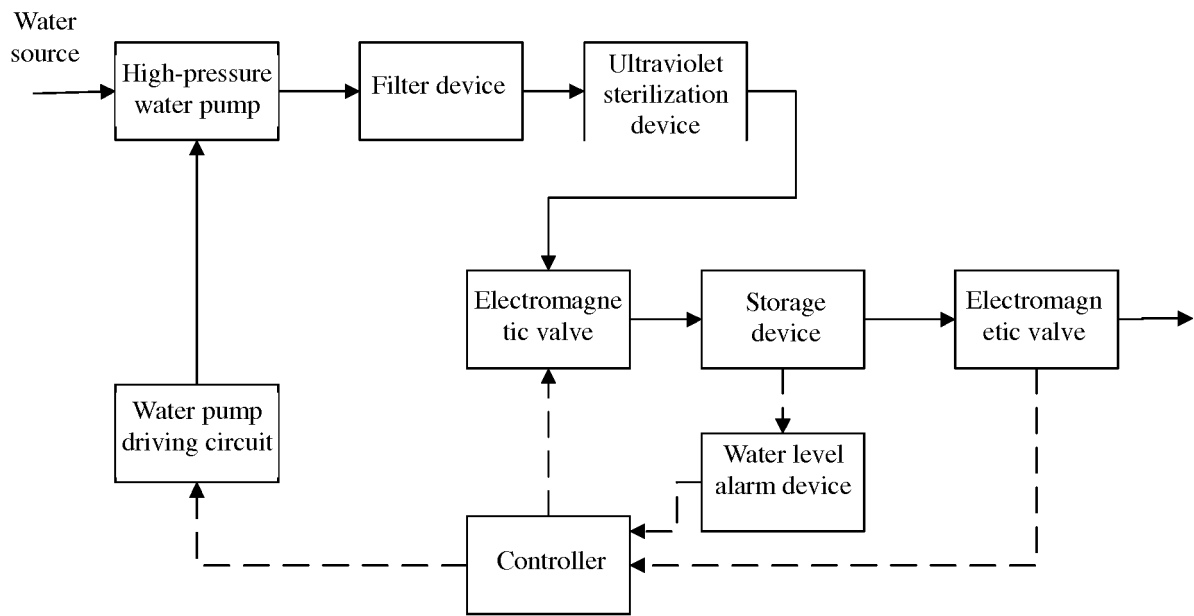 Water
source
High-pressure
water pump
Filter device
Ultraviolet
sterilization
device
Electromagne
tic valve
Storage
device
Electromagn
etic valve
Water pump
driving circuit
Water level
alarm device
Controller